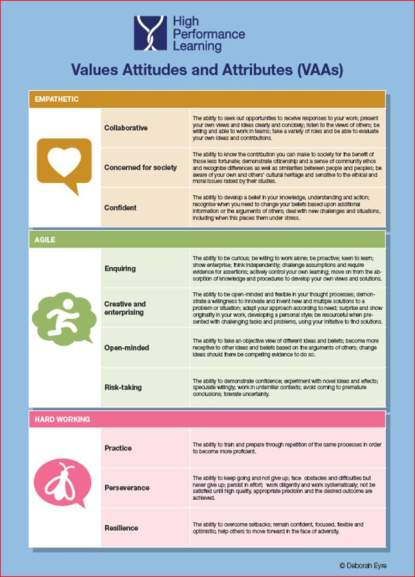 High
Performance
Learning
Values Attitudes and Attributes (VAAs)
EMPATHETIC
Collaborative
The ability to seek out opportunities to receive responses to your work; present
your own views and ideas clearly and concisely; listen to the views of others; be
willing and able to work in teams; take a variety of roles and be able to evaluate
your own ideas and contributions.
Concerned for society
The ability to know the contribution you can make to society for the benefit of
those less fortunate; demonstrate citizenship and a sense of community ethos
and recognise differences as well as similarities between people and peoples; be
aware of your own and others' cultural heritage and sensitive to the ethical and
moral issues raised by their studies.
Confident
The ability to develop a belief in your knowledge, understanding and action;
recognise when you need to change your beliefs based upon additional
information or the arguments of others; deal with new challenges and situations,
including when this places them under stress.
AGILE
Enquiring
The ability to be curious; be willing to work alone; be proactive; keen to learn;
show enterprise; think independently; challenge assumptions and require
evidence for assertions; actively control your own learning; move on from the ab-
sorption of knowledge and procedures to develop your own views and solutions.
Creative and
enterprising
The ability to be open-minded and flexible in your thought processes; demon-
strate a willingness to innovate and invent new and multiple solutions to a
problem or situation; adapt your approach according to need; surprise and show
originality in your work, developing a personal style; be resourceful when pre-
sented with challenging tasks and problems, using your initiative to find solutions.
Open-minded
The ability to take an objective view of different ideas and beliefs; become more
receptive to other ideas and beliefs based on the arguments of others; change
ideas should there be competing evidence to do so.
Risk-taking
The ability to demonstrate confidence; experiment with novel ideas and effects;
speculate willingly; work in unfamiliar contexts; avoid coming to premature
conclusions; tolerate uncertainty.
HARD WORKING
Practice
The ability to train and prepare through repetition of the same processes in order
to become more proficient.
Perseverance
The ability to keep going and not give up; face obstacles and difficulties but
never give up; persist in effort; work diligently and work systematically; not be
satisfied until high quality, appropriate precision and the desired outcome are
achieved.
Resilience
The ability to overcome setbacks; remain confident, focused, flexible and
optimistic; help others to move forward in the face of adversity.
© Deborah Eyre